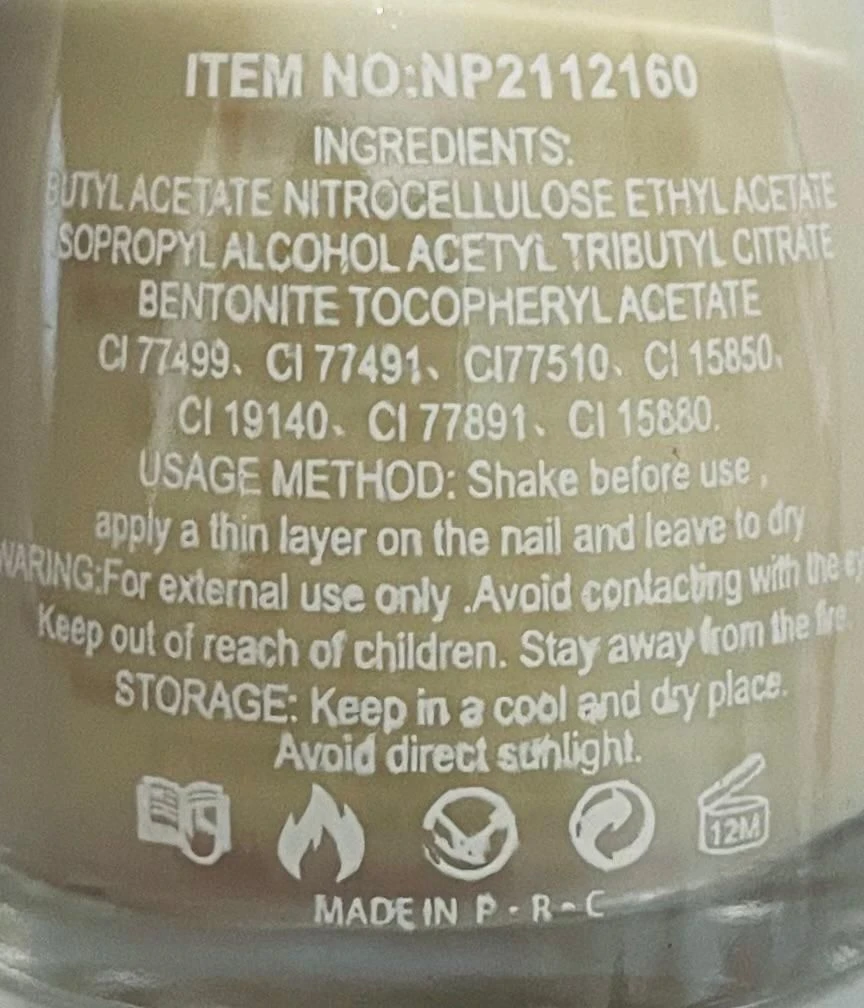 ITEM NO:NP2112160
INGREDIENTS:
BUTYL ACETATE NITROCELLULOSE ETHYL ACETATE
SOPROPYL ALCOHOL ACETYL TRIBUTYL CITRATE
BENTONITE TOCOPHERYL ACETATE
CI 77499、CI 77491、CI77510、CI 15850、
CI 19140、CI 77891、CI 15880.
USAGE METHOD: Shake before use ,
apply a thin layer on the nail and leave to dry
WARING:For external use only .Avoid contacting with the
Keep out of reach of children. Stay away from the fire.
STORAGE: Keep in a cool and dry place.
Avoid direct sunlight.
12M
MADE IN P-R-C